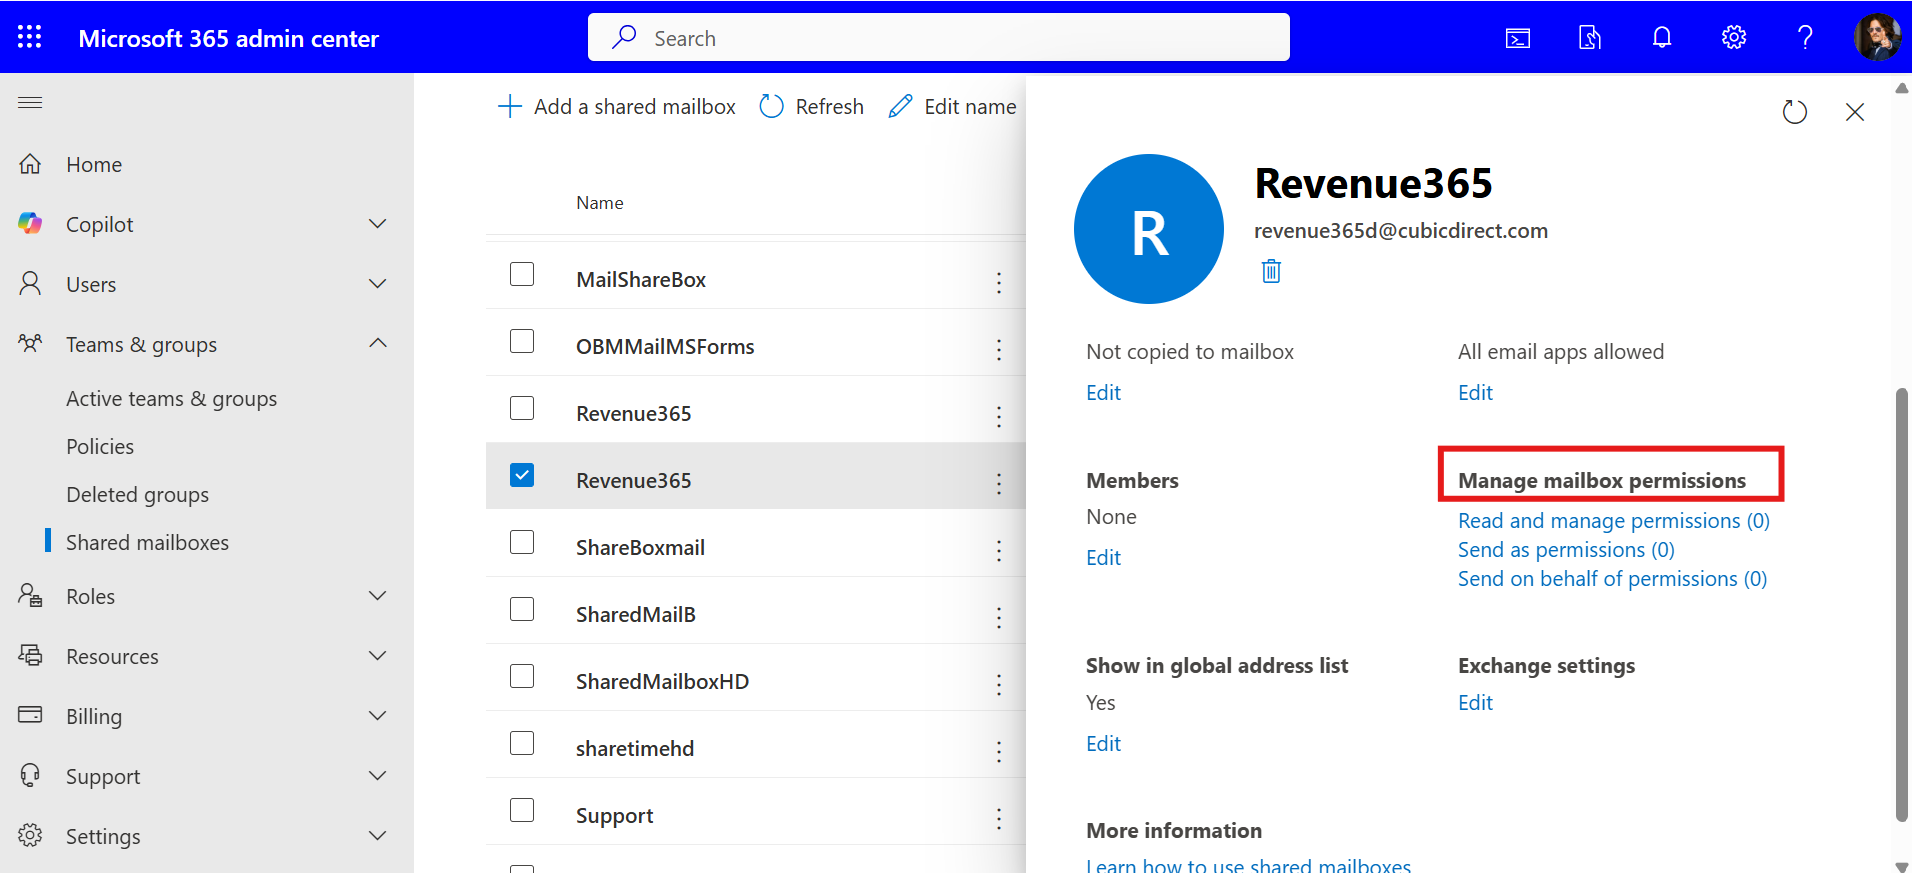 Microsoft 365 admin center
Search
Home
Copilot
Users
Teams & groups
Active teams & groups
Policies
Deleted groups
Shared mailboxes
Roles
Resources
Billing
Support
Settings
Add a shared mailbox
Refresh
Edit name
Name
MailShareBox
OBMMailMSForms
Revenue365
Revenue365
ShareBoxmail
SharedMailB
SharedMailboxHD
sharetimehd
Support
R
Revenue365
revenue365d@cubicdirect.com
Not copied to mailbox
Edit
All email apps allowed
Edit
Members
None
Edit
Manage mailbox permissions
Read and manage permissions (0)
Send as permissions (0)
Send on behalf of permissions (0)
Show in global address list
Yes
Edit
Exchange settings
Edit
More information
Learn how to use shared mailboxes